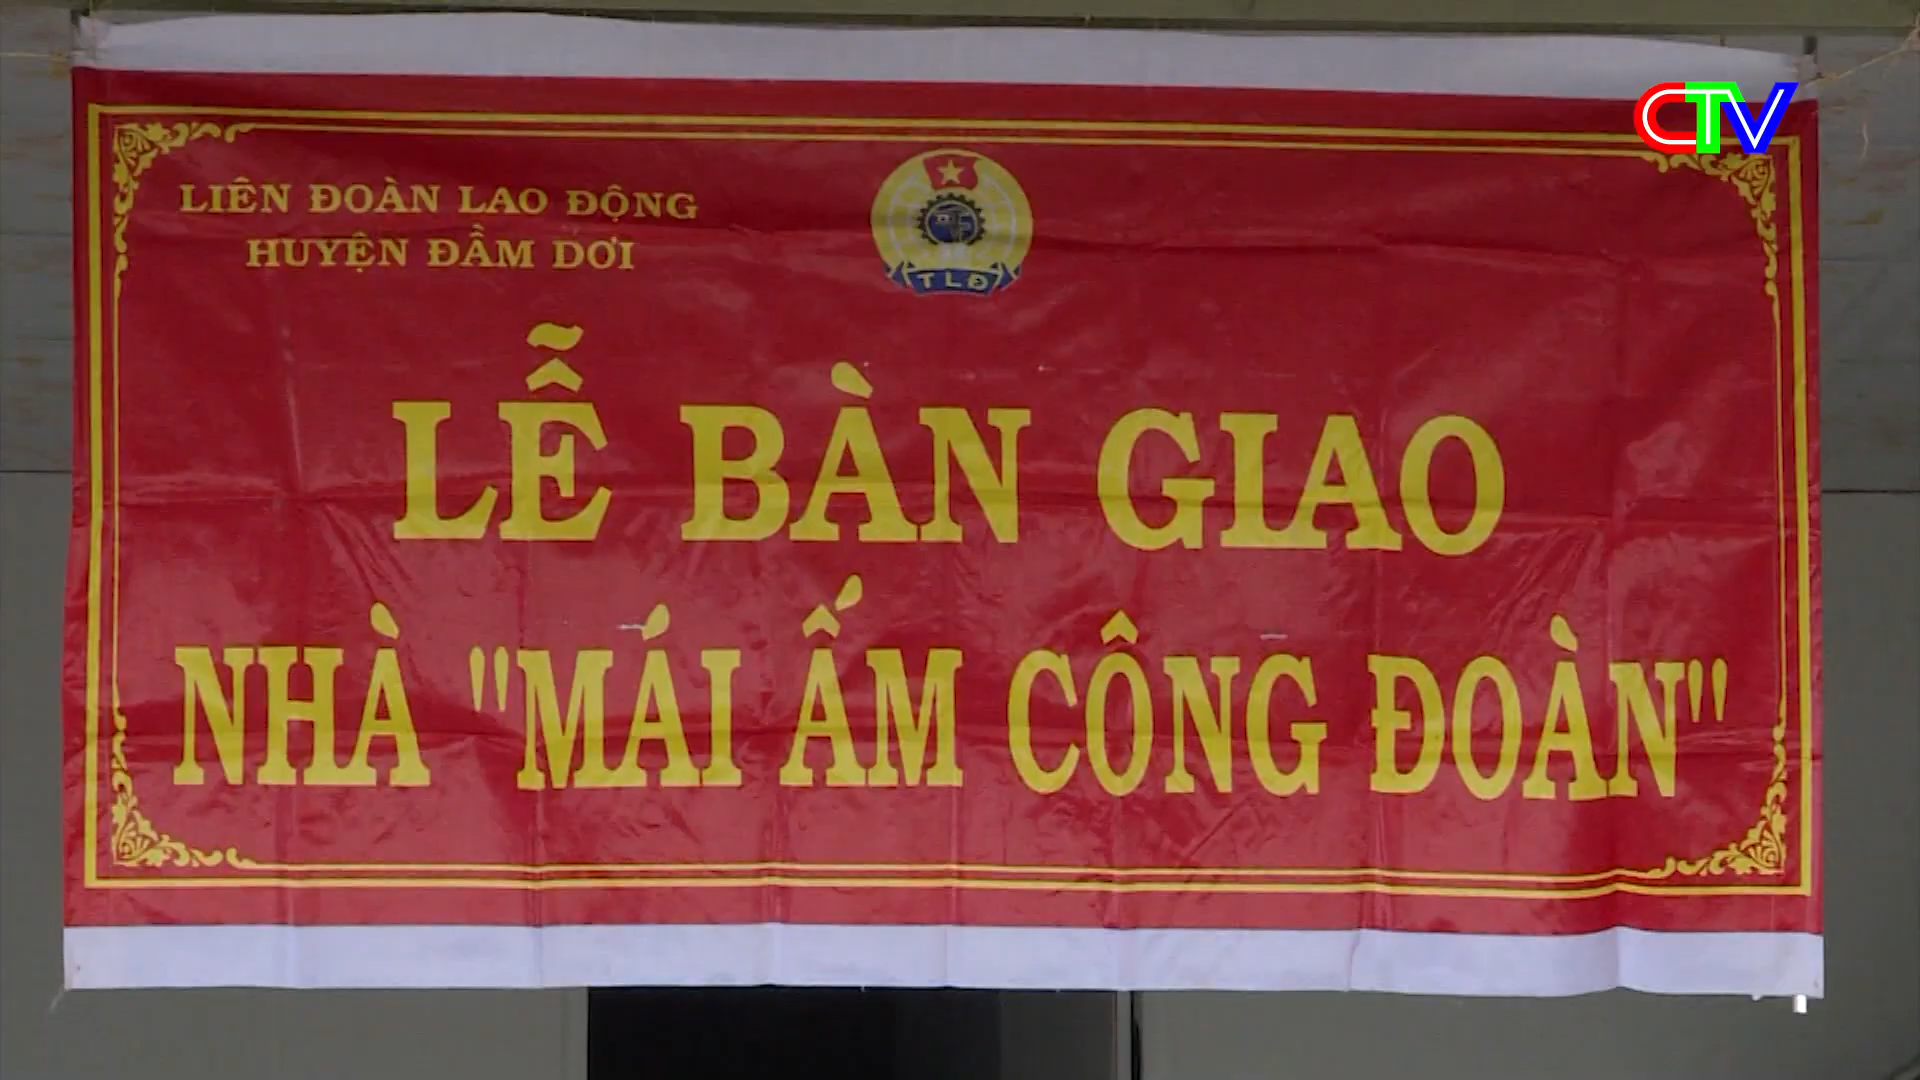 CTV
LIÊN ĐOÀN LAO ĐỘNG
HUYỆN ĐẦM DƠI
TLĐ
LỄ BÀN GIAO
NHÀ "MÁI ẤM CÔNG ĐOÀN"